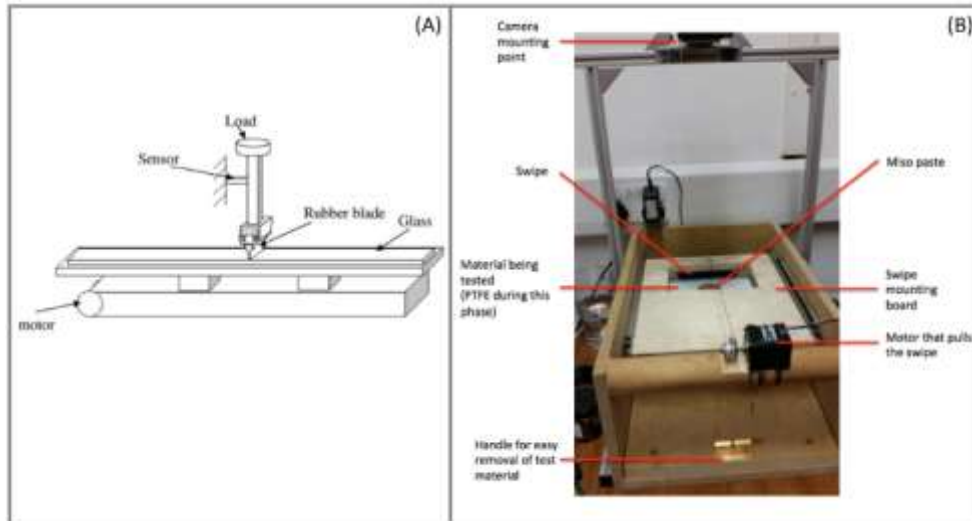 (A)
Load
Sensor
Rubber blade
Glass
motor
(B)
Camera
mounting
point
Swipe
Miso paste
Material being
tested
(PTFE during this
phase)
Swipe
mounting
board
Motor that pulls
the swipe
Handle for easy
removal of test
material